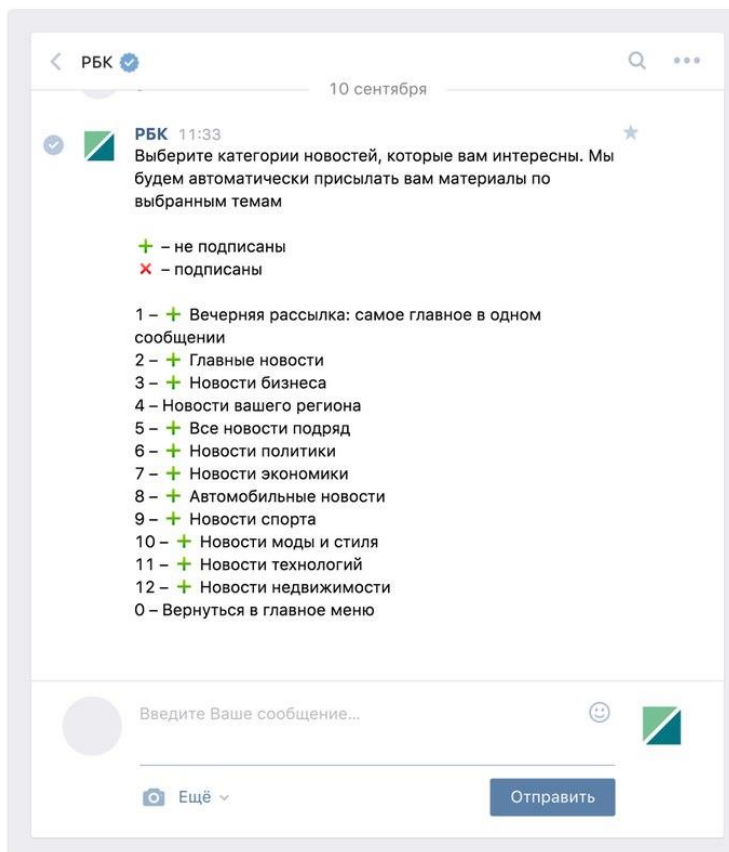 РБК
10 сентября
РБК 11:33
Выберите категории новостей, которые вам интересны. Мы
будем автоматически присылать вам материалы по
выбранным темам
➕ – не подписаны
❌ – подписаны
1 – ➕ Вечерняя рассылка: самое главное в одном
сообщении
2 – ➕ Главные новости
3 – ➕ Новости бизнеса
4 – Новости вашего региона
5 – ➕ Все новости подряд
6 – ➕ Новости политики
7 – ➕ Новости экономики
8 – ➕ Автомобильные новости
9 – ➕ Новости спорта
10 – ➕ Новости моды и стиля
11 – ➕ Новости технологий
12 – ➕ Новости недвижимости
0 – Вернуться в главное меню
Введите Ваше сообщение...
Ещё
Отправить